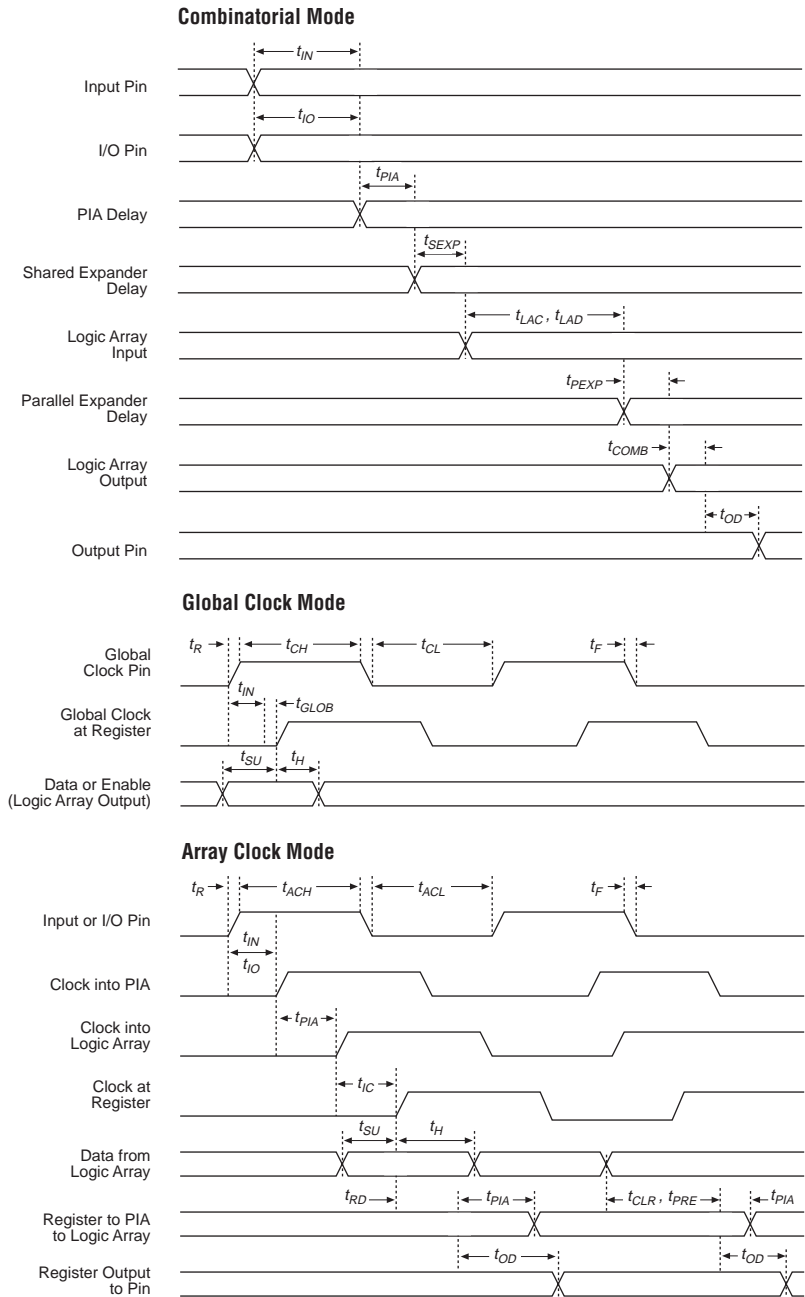 Combinatorial Mode
tIN
Input Pin
tIO
I/O Pin
tPIA
PIA Delay
tSEXP
Shared Expander
Delay
tLAC , tLAD
Logic Array
Input
tPEXP
Parallel Expander
Delay
tCOMB
Logic Array
Output
tOD
Output Pin
Global Clock Mode
tR tCH tCL tF
Global
Clock Pin
tIN
tGLOB
Global Clock
at Register
tSU tH
Data or Enable
(Logic Array Output)
Array Clock Mode
tR tACH tACL tF
Input or I/O Pin
tIN
tIO
Clock into PIA
tPIA
Clock into
Logic Array
tIC
Clock at
Register
tSU tH
Data from
Logic Array
tRD tPIA tCLR , tPRE tPIA
Register to PIA
to Logic Array
tOD tOD
Register Output
to Pin